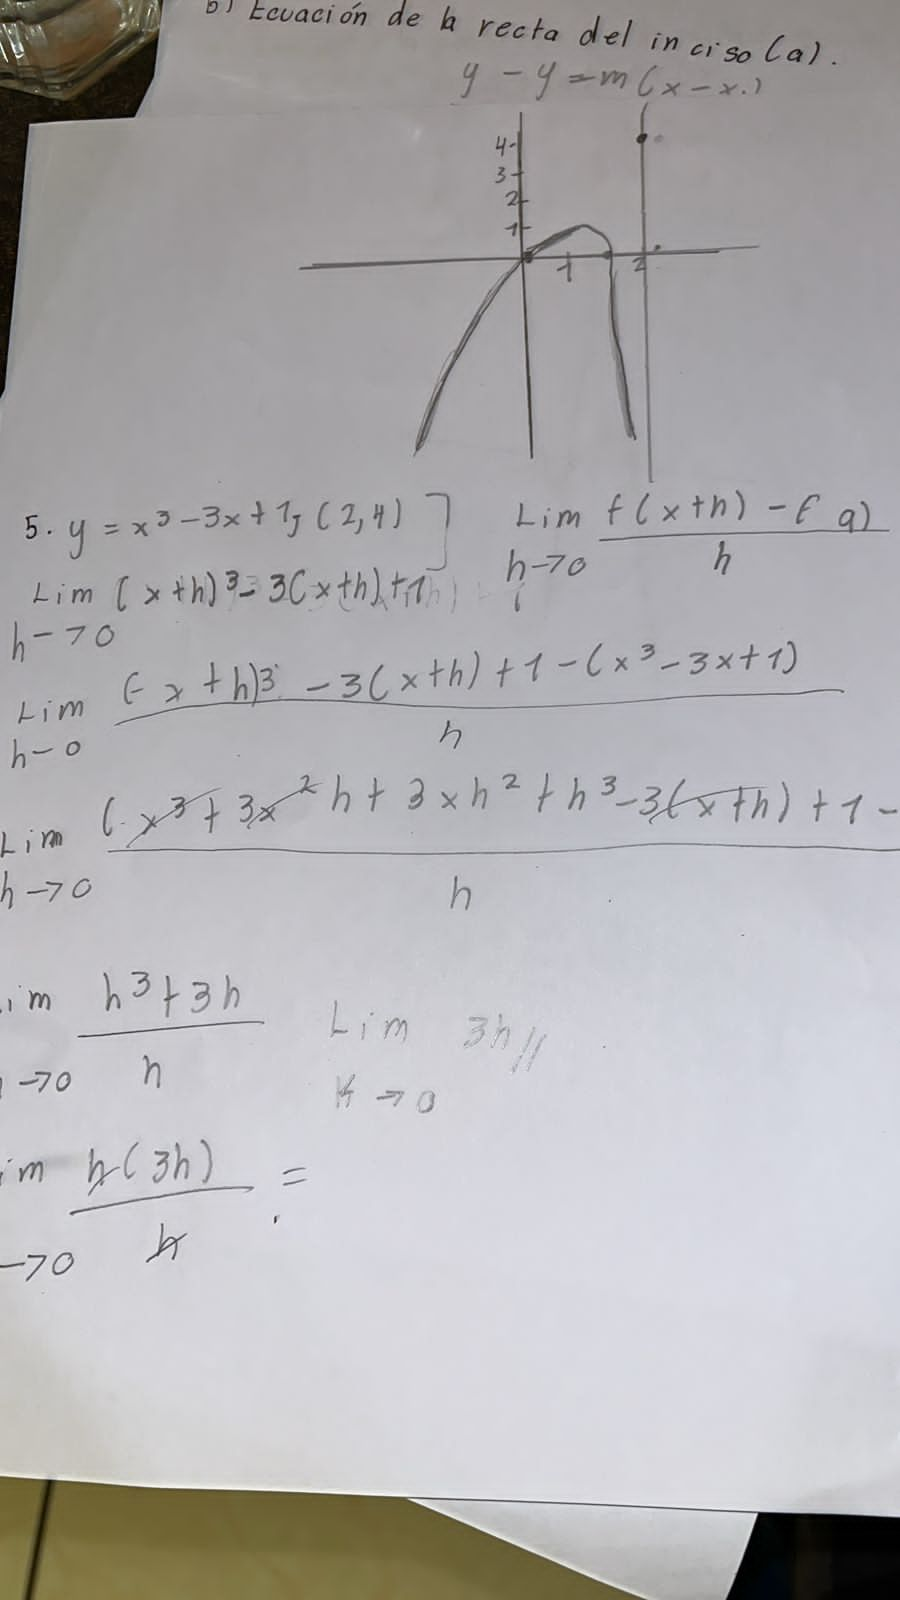 b) Ecuación de la recta del inciso (a).
y - y = m(x - x.)
4
3
2
1
1
2
5. y = x³ - 3x + 1; (2,4)
Lim f(x+h) - f a)
h→0 h
Lim (x+h)³ - 3(x+h) + 1
h→0
Lim (-x+h)3 - 3(x+h) + 1 - (x³ - 3x + 1)
h-0 h
Lim (x³ + 3x²h + 3xh² + h³ - 3(x+h) + 1 -
h→0 h
im h³ + 3h
→0 h
Lim 3h//
→0
im h(3h) =
→0 h